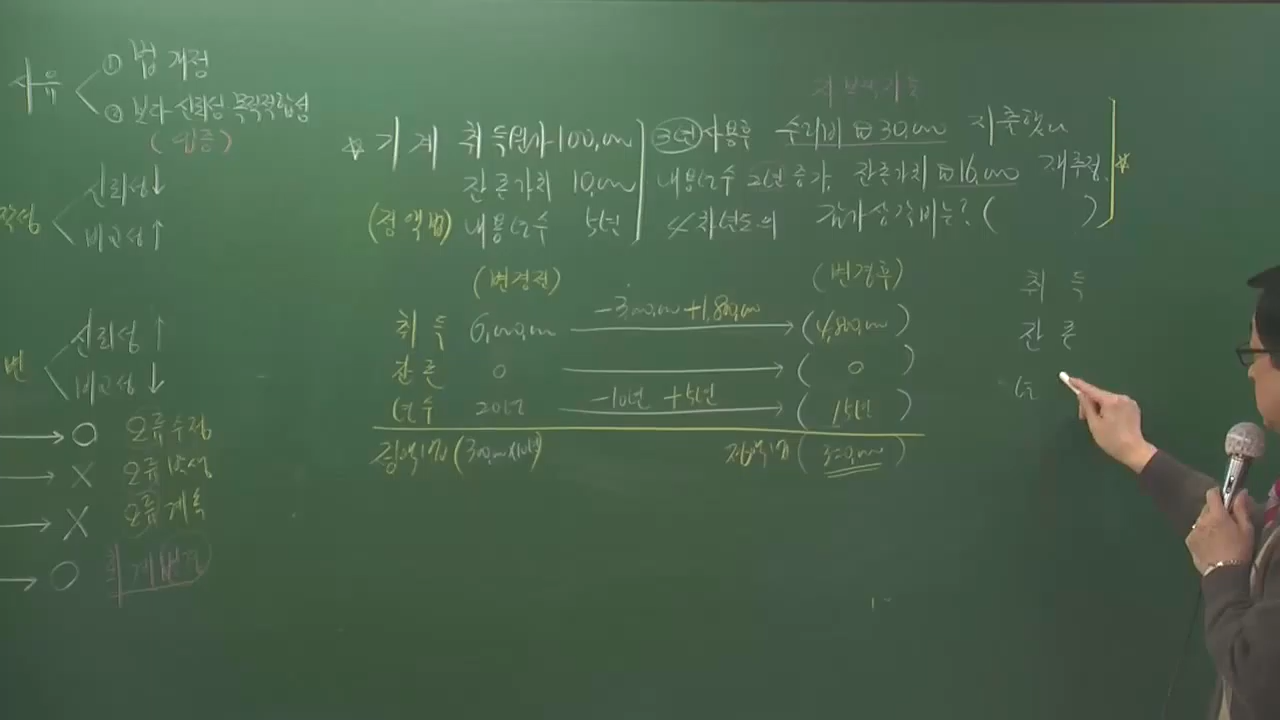 사유
① 법 개정
② 보다 신뢰성 목적적합성
(입증)
신뢰성↓
비교성↑
작성
신뢰성↑
변
비교성↓
→ O 오류수정
→ X 오류발생
→ X 오류계속
→ O 회계변경
기계 취득원가 100,000
잔존가치 10,000
(정액법) 내용연수 5년
3년 사용후 수리비 ₩30,000 지출했고
내용연수 2년 증가, 잔존가치 ₩16,000 재추정.
4차년도의 감가상각비는? ( )
(변경전) (변경후)
취득 6,000,000 -3,000,000 +1,800,000 (4,800,000)
잔존 0 (0)
연수 20년 -10년 +5년 (15년)
정액법 (300,000×10년) 정액법 (320,000)
취득
잔존
연